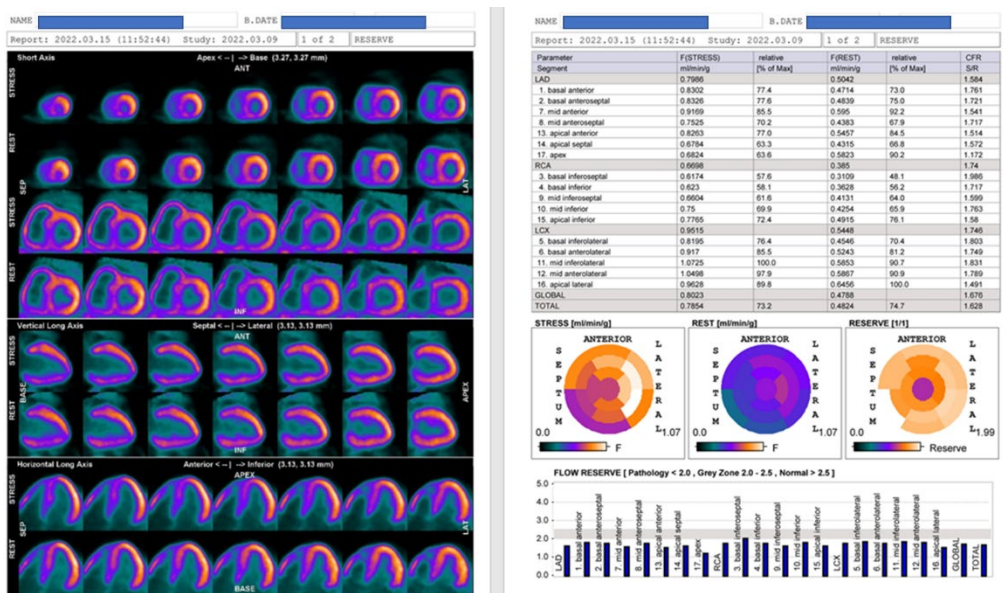 NAME B.DATE
Report: 2022.03.15 (11:52:44) Study: 2022.03.09 1 of 2 RESERVE
Short Axis Apex < -- | --> Base (3.27, 3.27 mm)
ANT
STRESS
REST
SEP
LAT
STRESS
REST
INF
Vertical Long Axis Septal < -- | --> Lateral (3.13, 3.13 mm)
ANT
STRESS
BASE
APEX
REST
INF
Horizontal Long Axis Anterior < -- | --> Inferior (3.13, 3.13 mm)
APEX
STRESS
SEP
LAT
REST
BASE
NAME B.DATE
Report: 2022.03.15 (11:52:44) Study: 2022.03.09 1 of 2 RESERVE
Parameter F(STRESS) relative F(REST) relative CFR
Segment ml/min/g [% of Max] ml/min/g [% of Max] S/R
LAD 0.7986 0.5042 1.584
1. basal anterior 0.8302 77.4 0.4714 73.0 1.761
2. basal anteroseptal 0.8326 77.6 0.4839 75.0 1.721
7. mid anterior 0.9169 85.5 0.595 92.2 1.541
8. mid anteroseptal 0.7525 70.2 0.4383 67.9 1.717
13. apical anterior 0.8263 77.0 0.5457 84.5 1.514
14. apical septal 0.6784 63.3 0.4315 66.8 1.572
17. apex 0.6824 63.6 0.5823 90.2 1.172
RCA 0.6698 0.385 1.74
3. basal inferoseptal 0.6174 57.6 0.3109 48.1 1.986
4. basal inferior 0.623 58.1 0.3628 56.2 1.717
9. mid inferoseptal 0.6604 61.6 0.4131 64.0 1.599
10. mid inferior 0.75 69.9 0.4254 65.9 1.763
15. apical inferior 0.7765 72.4 0.4915 76.1 1.58
LCX 0.9515 0.5448 1.746
5. basal inferolateral 0.8195 76.4 0.4546 70.4 1.803
6. basal anterolateral 0.917 85.5 0.5243 81.2 1.749
11. mid inferolateral 1.0725 100.0 0.5853 90.7 1.831
12. mid anterolateral 1.0498 97.9 0.5867 90.9 1.789
16. apical lateral 0.9628 89.8 0.6456 100.0 1.491
GLOBAL 0.8023 0.4788 1.676
TOTAL 0.7854 73.2 0.4824 74.7 1.628
STRESS [ml/min/g] REST [ml/min/g] RESERVE [1/1]
ANTERIOR ANTERIOR ANTERIOR
SEPTUM LATERAL SEPTUM LATERAL SEPTUM LATERAL
0.0 1.07 0.0 1.07 0.0 1.99
F F Reserve
FLOW RESERVE [ Pathology < 2.0 , Grey Zone 2.0 - 2.5 , Normal > 2.5 ]
5.0
4.0
3.0
2.0
1.0
0.0
LAD
1. basal anterior
2. basal anteroseptal
7. mid anterior
8. mid anteroseptal
13. apical anterior
14. apical septal
17. apex
RCA
3. basal inferoseptal
4. basal inferior
9. mid inferoseptal
10. mid inferior
15. apical inferior
LCX
5. basal inferolateral
6. basal anterolateral
11. mid inferolateral
12. mid anterolateral
16. apical lateral
GLOBAL
TOTAL